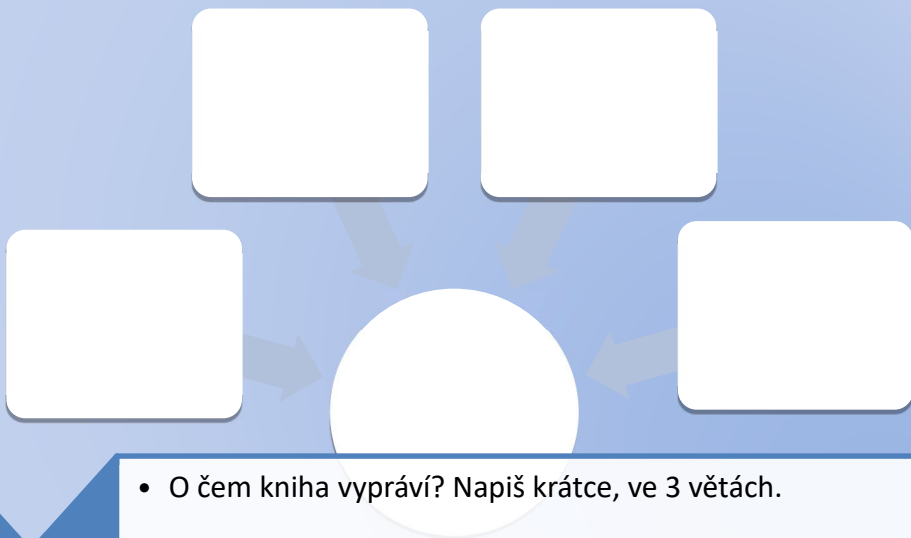 • O čem kniha vypráví? Napiš krátce, ve 3 větách.